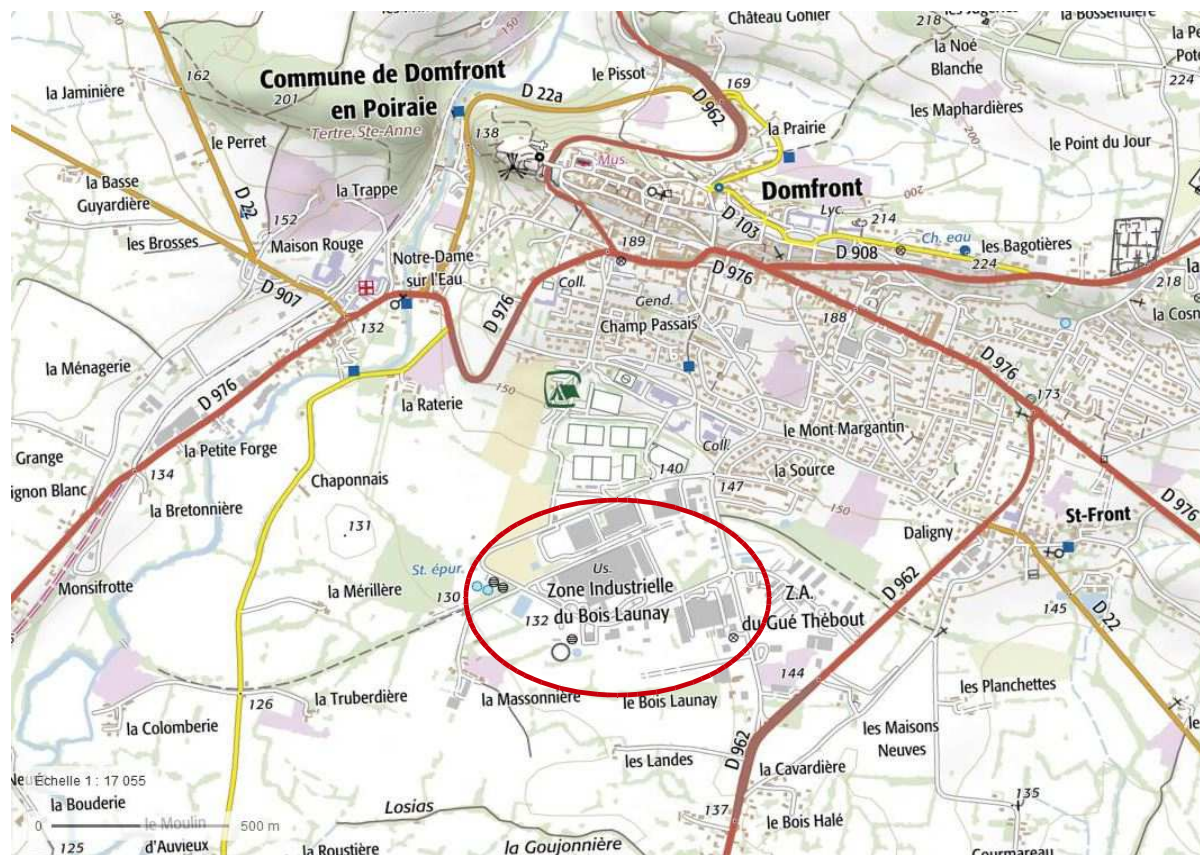 Château Gohier
218
la Bossendière
162
Commune de Domfront
en Poiraie
le Pissot
169
la Noé
Blanche
224
la Jaminière
201
D 22a
D 962
Tertre Ste-Anne
138
la Prairie
les Maphardières
200
le Perret
Mus.
le Point du Jour
la Basse
Guyardière
la Trappe
Domfront
200
D 22
152
Lyc.
214
les Brosses
Maison Rouge
D 103
Ch. eau
les Bagotières
Notre-Dame
sur l'Eau
189
D 908
224
D 907
D 976
Coll.
D 976
218
Gend.
188
la Cosn
132
Champ Passais
la Ménagerie
D 976
D 976
150
173
la Raterie
le Mont Margantin
Grange
la Petite Forge
Coll.
134
140
la Source
ignon Blanc
Chaponnais
147
la Bretonnière
150
D 976
131
Daligny
St-Front
Us.
St. épur.
Monsifrotte
la Mérillère
130
Zone Industrielle
du Bois Launay
132
Z.A.
du Gué Thébout
D 962
145
D 22
144
la Truberdière
la Massonnière
le Bois Launay
les Planchettes
126
la Colomberie
les Maisons
Neuves
D 962
les Landes
la Cavardière
Échelle 1 : 17 055
la Bouderie
Losias
137
135
0
500 m
le Moulin
d'Auvieux
le Bois Halé
125
la Roustière
la Goujonnière
Courmareau